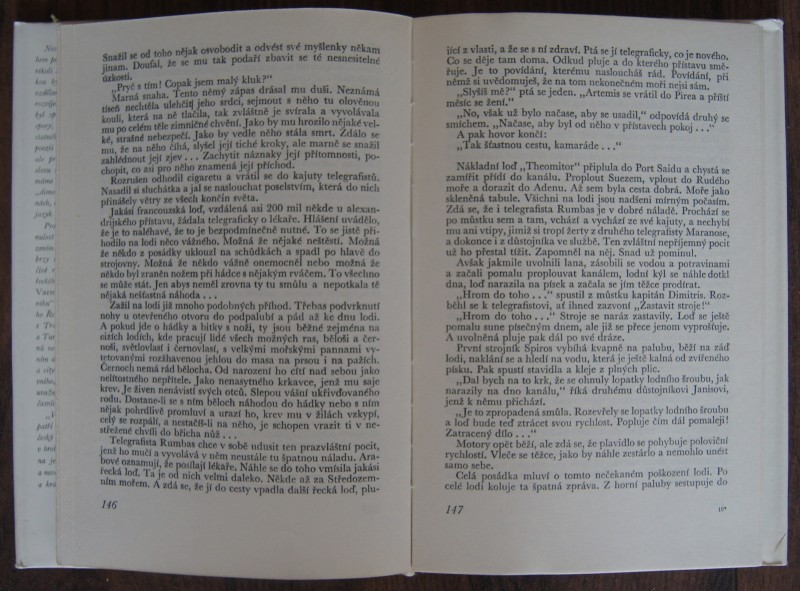 Snažil se od toho nějak osvobodit a odvést své myšlenky někam
jinam. Doufal, že se mu tak podaří zbavit se té nesnesitelné
úzkosti.
„Pryč s tím! Copak jsem malý kluk?“
Marná snaha. Tento němý zápas drásal mu duši. Neznámá
tíseň nechtěla ulehčit jeho srdci, sejmout s něho tu olověnou
kouli, která na ně tlačila, tak zvláštně je svírala a vyvolávala
mu po celém těle zimničné chvění. Jako by mu hrozilo nějaké vel-
ké, strašné nebezpečí. Jako by vedle něho stála smrt. Zdálo se
mu, že na něho číhá, slyšel její tiché kroky, ale marně se snažil
zahlédnout její zjev . . . Zachytit náznaky její přítomnosti, po-
chopit, co asi pro něho znamená její příchod.
Rozrušen odhodil cigaretu a vrátil se do kajuty telegrafistů.
Nasadil si sluchátka a jal se naslouchat poselstvím, která do nich
přinášely větry ze všech končin světa.
Jakási francouzská loď, vzdálená asi 200 mil někde u alexan-
drijského přístavu, žádala telegraficky o lékaře. Hlášení uvádělo,
že je to naléhavé, že to je bezpodmínečně nutné. To se jistě při-
hodilo na lodi něco vážného. Možná že nějaké neštěstí. Možná
že někdo z posádky uklouzl na schůdkách a spadl po hlavě do
strojovny. Možná že někdo vážně onemocněl nebo možná že
někdo byl zraněn nožem při hádce s nějakým rváčem. To všechno
se může stát. Jen abys neměl zrovna ty tu smůlu a nepotkala tě
nějaká nešťastná náhoda . . .
Zažil na lodi již mnoho podobných příhod. Třebas podvrtknutí
nohy u otevřeného otvoru do podpalubí a pád až ke dnu lodi.
A pokud jde o hádky a bitky s noži, ty jsou běžné zejména na
nizích lodích, kde pracují lidé všech možných ras, běloši a čer-
noši, světlovlasí i černovlasí, s velkými mořskými pannami vy-
tetovanými rozžhavenou jehlou do masa na prsou i na pažích.
Černoch nemá rád bělocha. Od narození ho cítí nad sebou jako
nelítostného nepřítele. Jako nenasytného krkavce, jenž mu saje
krev. Je živen nenávistí svých otců. Slepou vášní ukřivďovaného
rodu. Dostane-li se s ním běloch náhodou do hádky nebo s ním
nějak pohrdlivě promluví a urazí ho, krev mu v žilách vzkypí,
celý se rozpálí, a nestačíš-li na něho, je schopen vrazit ti v ne-
střežené chvíli do břicha nůž . . .
Telegrafista Rumbas chce v sobě udusit ten prazvláštní pocit,
jenž ho mučí a vyvolává v něm neustále tu špatnou náladu. Ara-
bové oznamují, že posílají lékaře. Náhle se do toho vmísila jakási
řecká loď. Ta je od nich velmi daleko. Někde až za Středozem-
ním mořem. A zdá se, že jí do cesty vpadla další řecká loď, plu-
146
jící z vlasti, a že se s ní zdraví. Ptá se jí telegraficky, co je nového.
Co se děje tam doma. Odkud pluje a do kterého přístavu smě-
řuje. Je to povídání, kterému nasloucháš rád. Povídání, při
němž si uvědomuješ, že na tom nekonečném moři nejsi sám.
„Slyšíš mě?“ ptá se jeden. „Artemis se vrátil do Pirea a příští
měsíc se žení.“
„No, však už bylo načase, aby se usadil,“ odpovídá druhý se
smíchem. „Načase, aby byl od něho v přístavech pokoj . . .“
A pak hovor končí:
„Tak šťastnou cestu, kamaráde . . .“
Nákladní loď „Theomitor“ připlula do Port Saidu a chystá se
zamířit přídí do kanálu. Proplout Suezem, vplout do Rudého
moře a dorazit do Adenu. Až sem byla cesta dobrá. Moře jako
skleněná tabule. Všichni na lodi jsou nadšeni mírným počasím.
Zdá se, že i telegrafista Rumbas je v dobré náladě. Prochází se
po můstku sem a tam, vchází a vychází ze své kajuty, a nechybí
mu ani vtipy, jimiž si tropí žerty z druhého telegrafisty Maranose,
a dokonce i z důstojníka ve službě. Ten zvláštní nepříjemný pocit
už ho přestal tížit. Zapomněl na něj. Snad už pominul.
Avšak jakmile uvolnili lana, zásobili se vodou a potravinami
a začali pomalu proplouvat kanálem, lodní kýl se náhle dotkl
dna, loď narazila na písek a začala se jím těžce prodírat.
„Hrom do toho . . .“ spustil z můstku kapitán Dimitris. Roz-
běhl se k telegrafistovi, ať ihned zazvoní „Zastavit stroje!“
„Hrom do toho . . .“ Stroje se naráz zastavily. Loď se ještě
pomalu sune písečným dnem, ale již se přece jenom vyprošťuje.
A uvolněná pluje pak dál po své dráze.
První strojník Spiros vybíhá kvapně na palubu, běží na záď
lodi, naklání se a hledí na vodu, která je ještě kalná od zvířeného
písku. Pak spustí stavidla a kleje z plných plic.
„Dal bych na to krk, že se ohnuly lopatky lodního šroubu, jak
narazily na dno kanálu,“ říká druhému důstojníkovi Janisovi,
jenž k němu přichází.
„Je to zpropadená smůla. Rozevřely se lopatky lodního šroubu
a loď bude teď ztrácet svou rychlost. Popluje čím dál pomaleji!
Zatracený dílo . . .“
Motory opět běží, ale zdá se, že plavidlo se pohybuje poloviční
rychlostí. Vleče se těžce, jako by náhle zestárlo a nemohlo unést
samo sebe.
Celá posádka mluví o tomto nečekaném poškození lodi. Po
celé lodi koluje ta špatná zpráva. Z horní paluby sestupuje do
147
10*